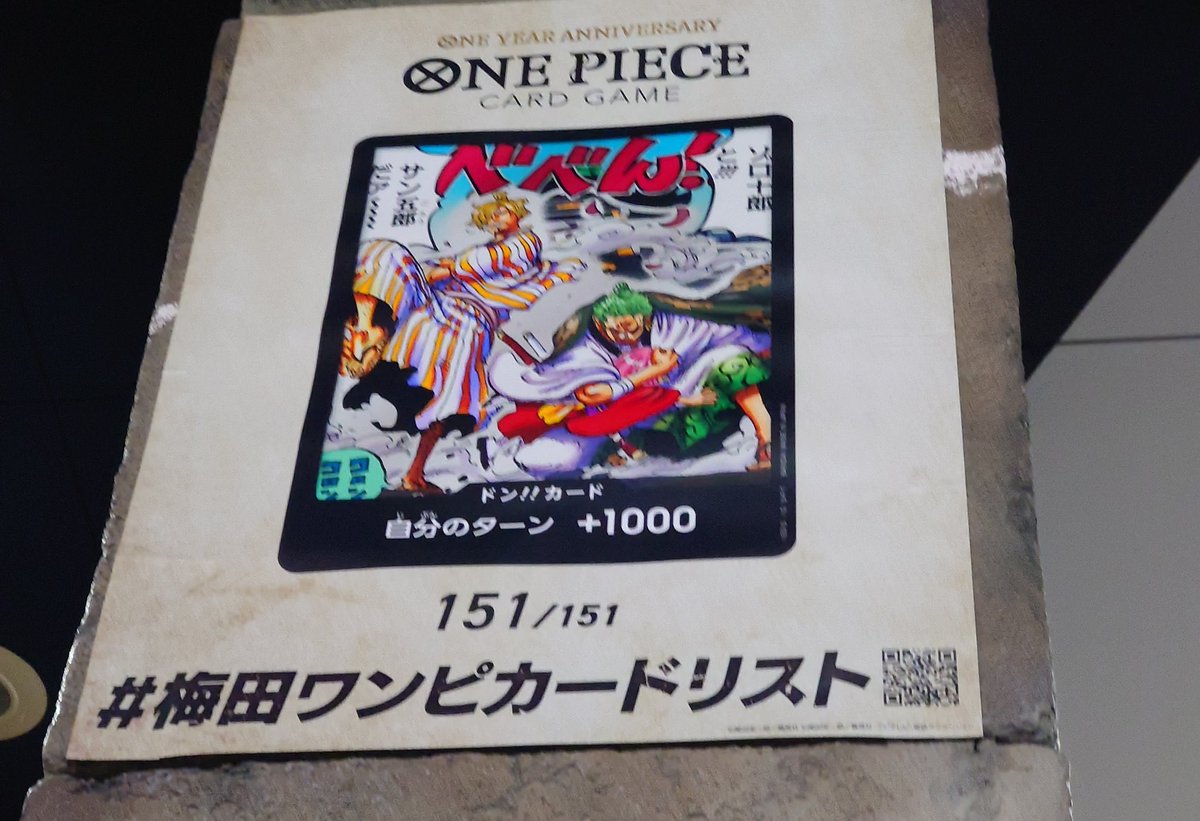 ONE YEAR ANNIVERSARY
ONE PIECE
CARD GAME
べべん!
ゾロ十郎
サン五郎
ドン!!カード
自分のターン +1000
151/151
#梅田ワンピカードリスト